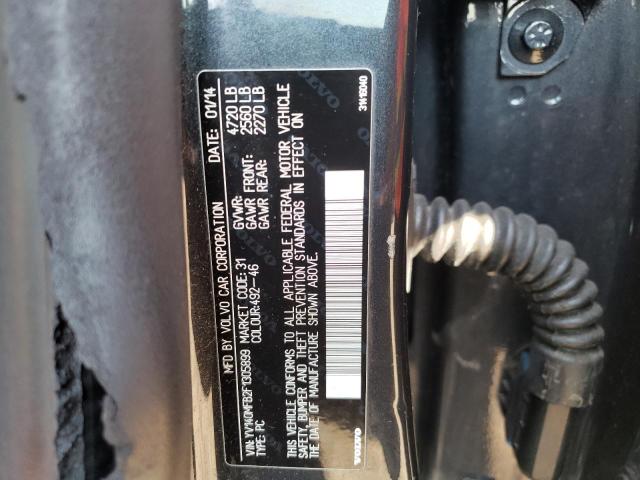 MFD BY VOLVO CAR CORPORATION DATE: 01/14
GVWR: 4720 LB
VIN: YV1K0MFB2F1305899 MARKET CODE: 31 GAWR FRONT: 2560 LB
TYPE: PC COLOUR:492-46 GAWR REAR: 2270 LB
THIS VEHICLE CONFORMS TO ALL APPLICABLE FEDERAL MOTOR VEHICLE
SAFETY, BUMPER AND THEFT PREVENTION STANDARDS IN EFFECT ON
THE DATE OF MANUFACTURE SHOWN ABOVE.
VOLVO 31416040